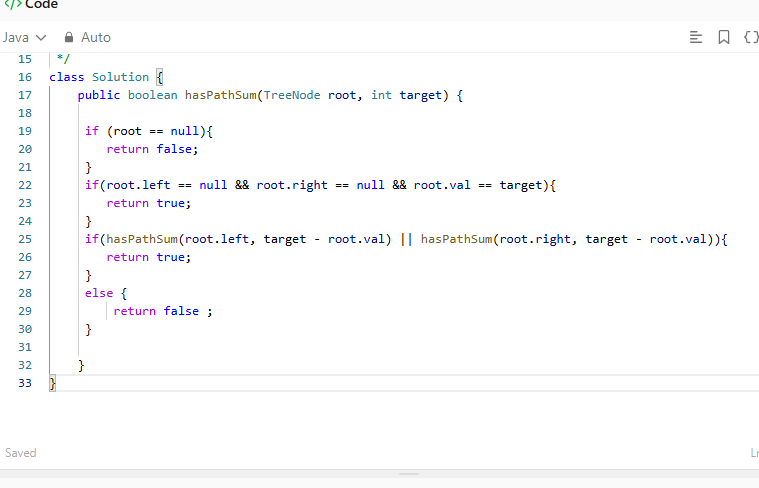 </> Code
Java Auto
15 */
16 class Solution {
17 public boolean hasPathSum(TreeNode root, int target) {
18
19 if (root == null){
20 return false;
21 }
22 if(root.left == null && root.right == null && root.val == target){
23 return true;
24 }
25 if(hasPathSum(root.left, target - root.val) || hasPathSum(root.right, target - root.val)){
26 return true;
27 }
28 else {
29 return false ;
30 }
31
32 }
33 }
Saved